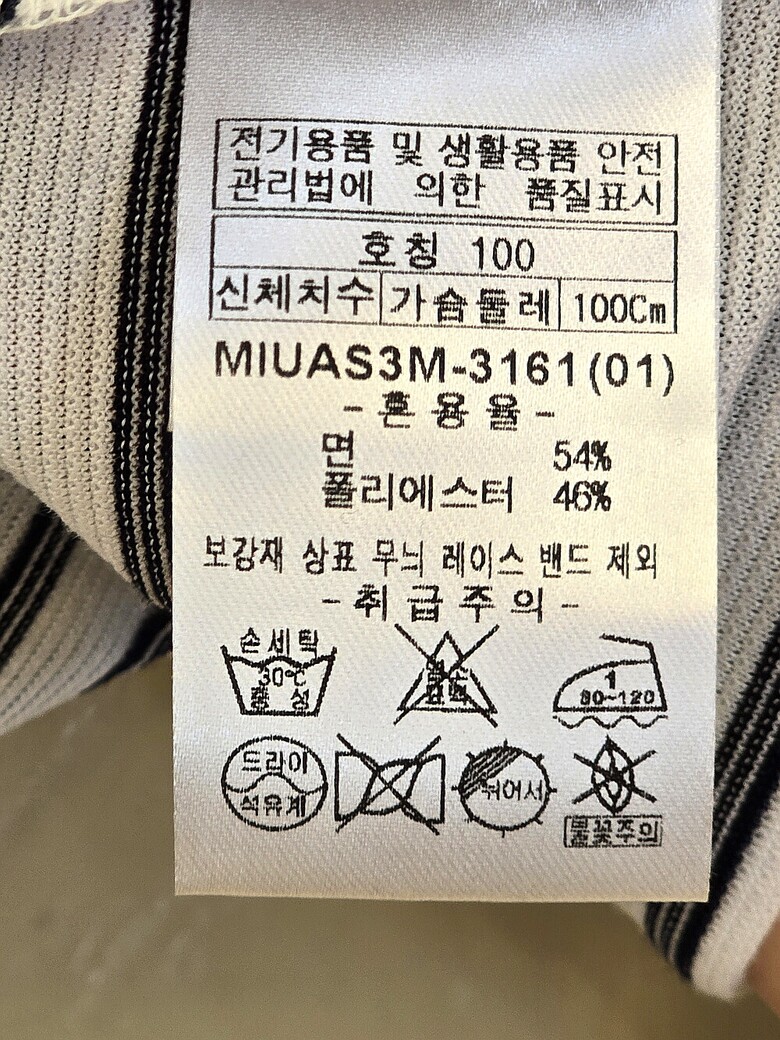 전기용품 및 생활용품 안전
관리법에 의한 품질표시
호칭 100
신체치수 가슴둘레 100Cm
MIUAS3M-3161(01)
-혼용율-
면 54%
폴리에스터 46%
보강재 상표 무늬 레이스 밴드 제외
-취급주의-
손세탁
30℃
중성
염소
표백
1
80~120
드라이
석유계
뉘어서
불꽃주의